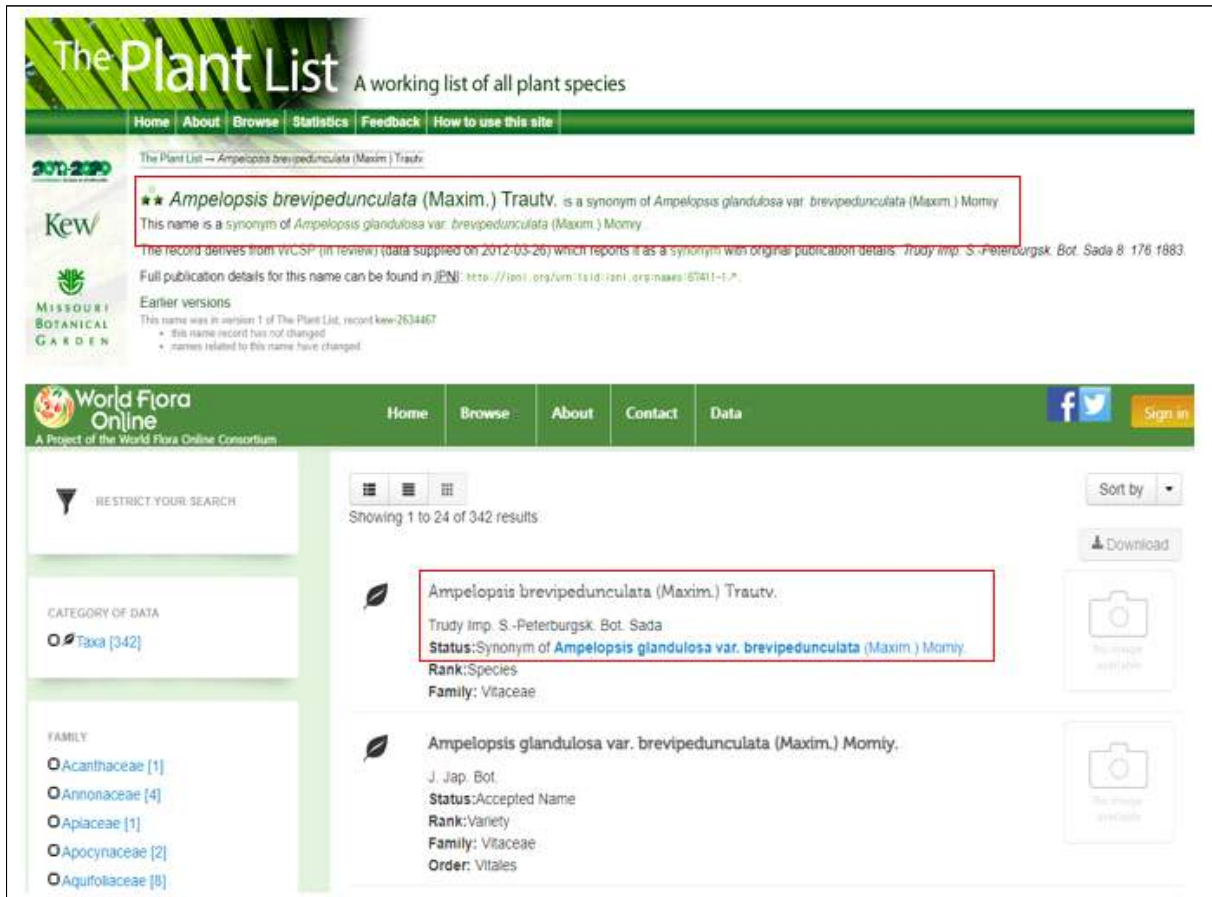 The Plant List A working list of all plant species
Home About Browse Statistics Feedback How to use this site
2011-2020
The Plant List → Ampelopsis brevipedunculata (Maxim.) Trautv.
★★ Ampelopsis brevipedunculata (Maxim.) Trautv. is a synonym of Ampelopsis glandulosa var. brevipedunculata (Maxim.) Momiy.
Kew
This name is a synonym of Ampelopsis glandulosa var. brevipedunculata (Maxim.) Momiy.
The record derives from WCSP (in review) (data supplied on 2012-03-26) which reports it as a synonym with original publication details: Trudy Imp. S.-Peterburgsk. Bot. Sada 8: 176 1883.
Full publication details for this name can be found in IPNI:
MISSOURI
BOTANICAL
GARDEN
Earlier versions
This name was in version 1 of The Plant List, record kew-2634467
• this name record has not changed
• names related to this name have changed
World Flora
Online
A Project of the World Flora Online Consortium
Home Browse About Contact Data
f
Sign in
RESTRICT YOUR SEARCH
CATEGORY OF DATA
Taxa [342]
FAMILY
Acanthaceae [1]
Annonaceae [4]
Apiaceae [1]
Apocynaceae [2]
Aquifoliaceae [8]
Sort by
Showing 1 to 24 of 342 results
Download
Ampelopsis brevipedunculata (Maxim.) Trautv.
Trudy Imp. S.-Peterburgsk. Bot. Sada
Status:Synonym of Ampelopsis glandulosa var. brevipedunculata (Maxim.) Momiy.
Rank:Species
Family: Vitaceae
No image
available
Ampelopsis glandulosa var. brevipedunculata (Maxim.) Momiy.
J. Jap. Bot.
Status:Accepted Name
Rank:Variety
Family: Vitaceae
Order: Vitales
No image
available